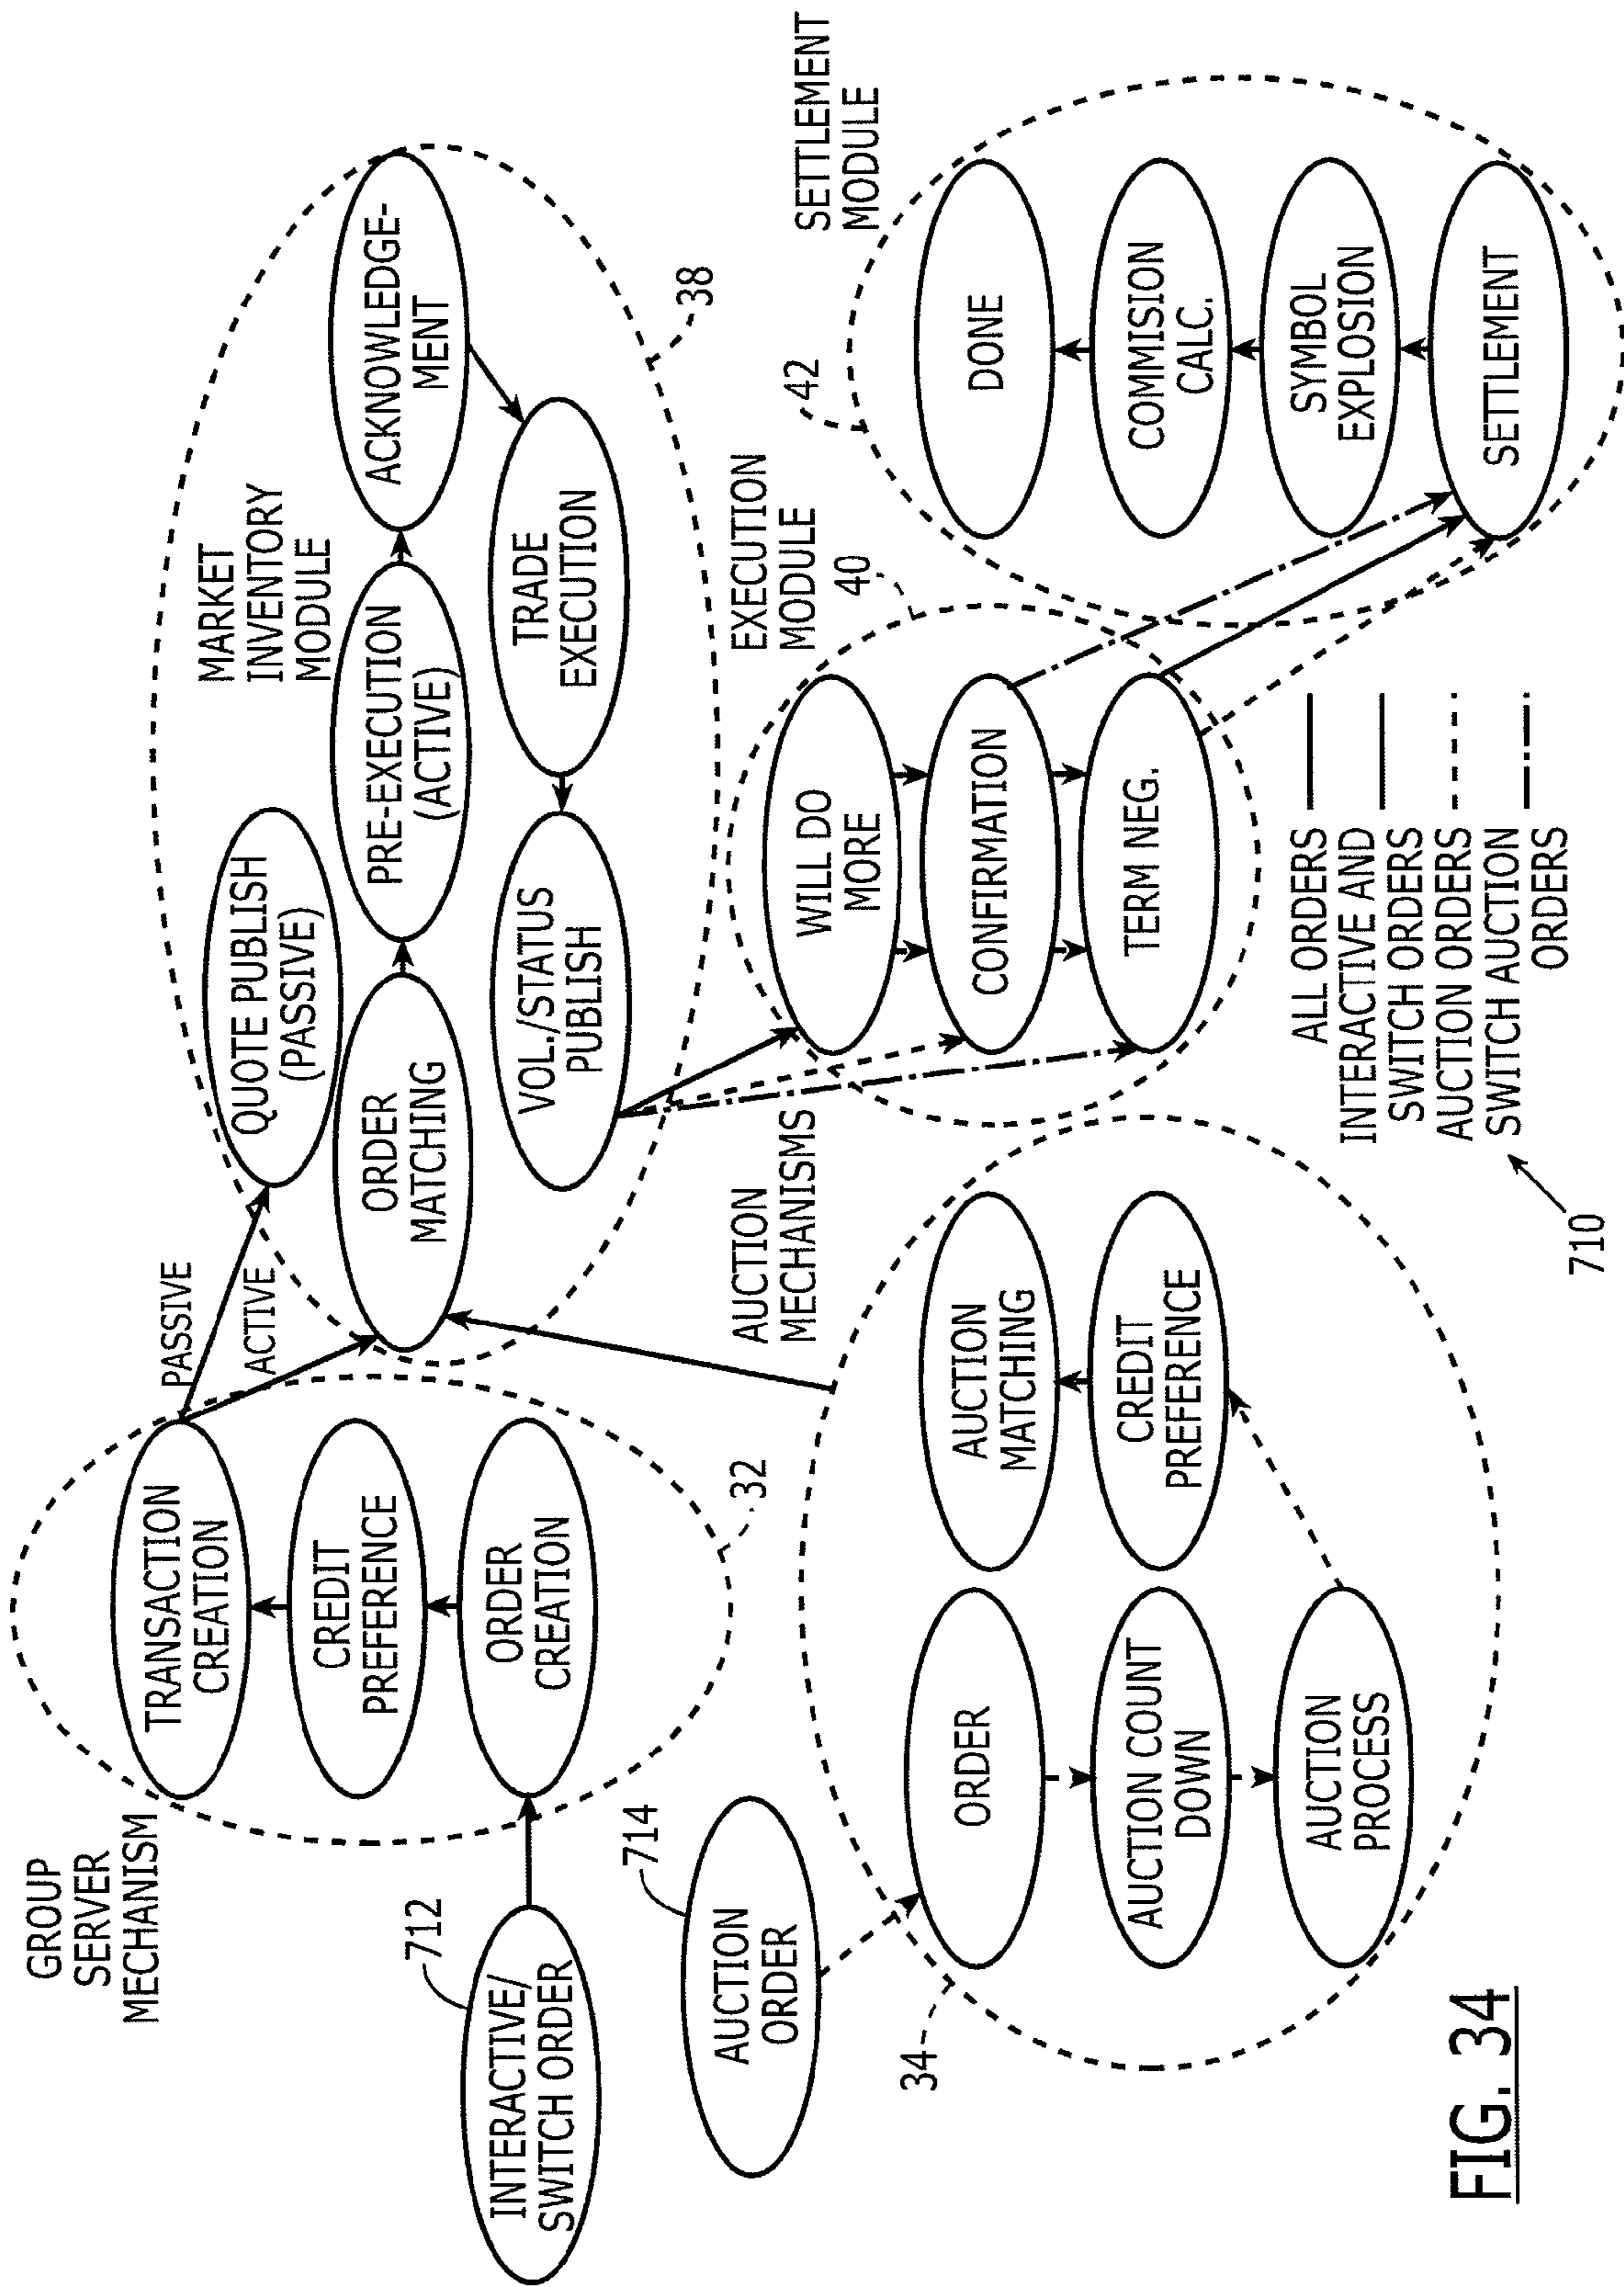 GROUP
SERVER
MECHANISM
TRANSACTION
CREATION
CREDIT
PREFERENCE
ORDER
CREATION
32
712
INTERACTIVE/
SWITCH ORDER
714
AUCTION
ORDER
PASSIVE
ACTIVE
MARKET
INVENTORY
MODULE
QUOTE PUBLISH
(PASSIVE)
ORDER
MATCHING
PRE-EXECUTION
(ACTIVE)
ACKNOWLEDGE-
MENT
TRADE
EXECUTION
VOL./STATUS
PUBLISH
38
AUCTION
MECHANISMS
34
ORDER
AUCTION COUNT
DOWN
AUCTION
PROCESS
CREDIT
PREFERENCE
AUCTION
MATCHING
EXECUTION
MODULE
40
WILL DO
MORE
CONFIRMATION
TERM NEG.
SETTLEMENT
MODULE
42
DONE
COMMISION
CALC.
SYMBOL
EXPLOSION
SETTLEMENT
ALL ORDERS
INTERACTIVE AND
SWITCH ORDERS
AUCTION ORDERS
SWITCH AUCTION
ORDERS
710
FIG. 34